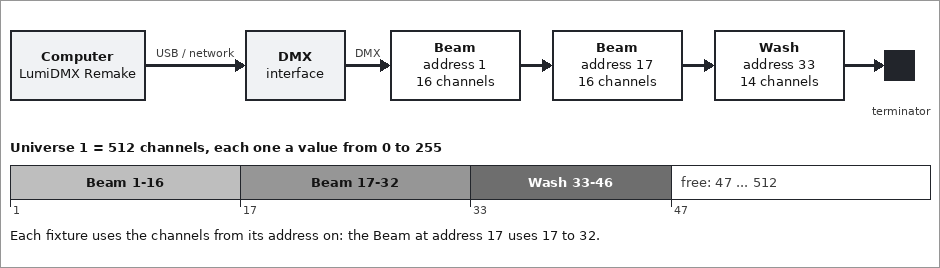 Computer
LumiDMX Remake
USB / network
DMX
interface
DMX
Beam
address 1
16 channels
Beam
address 17
16 channels
Wash
address 33
14 channels
terminator
Universe 1 = 512 channels, each one a value from 0 to 255
Beam 1-16
Beam 17-32
Wash 33-46
free: 47 ... 512
1
17
33
47
Each fixture uses the channels from its address on: the Beam at address 17 uses 17 to 32.